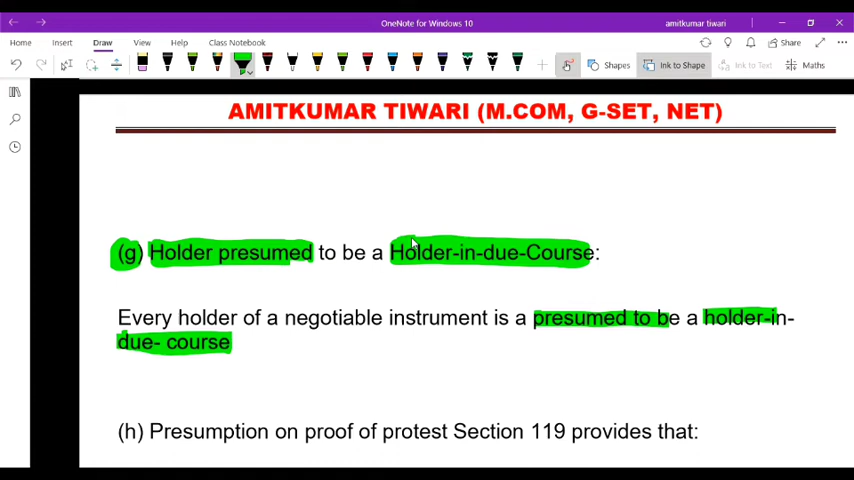 OneNote for Windows 10
amitkumar tiwari
Home Insert Draw View Help Class Notebook
Share
Shapes Ink to Shape Ink to Text Maths
AMITKUMAR TIWARI (M.COM, G-SET, NET)
(g) Holder presumed to be a Holder-in-due-Course:
Every holder of a negotiable instrument is a presumed to be a holder-in-
due- course
(h) Presumption on proof of protest Section 119 provides that: